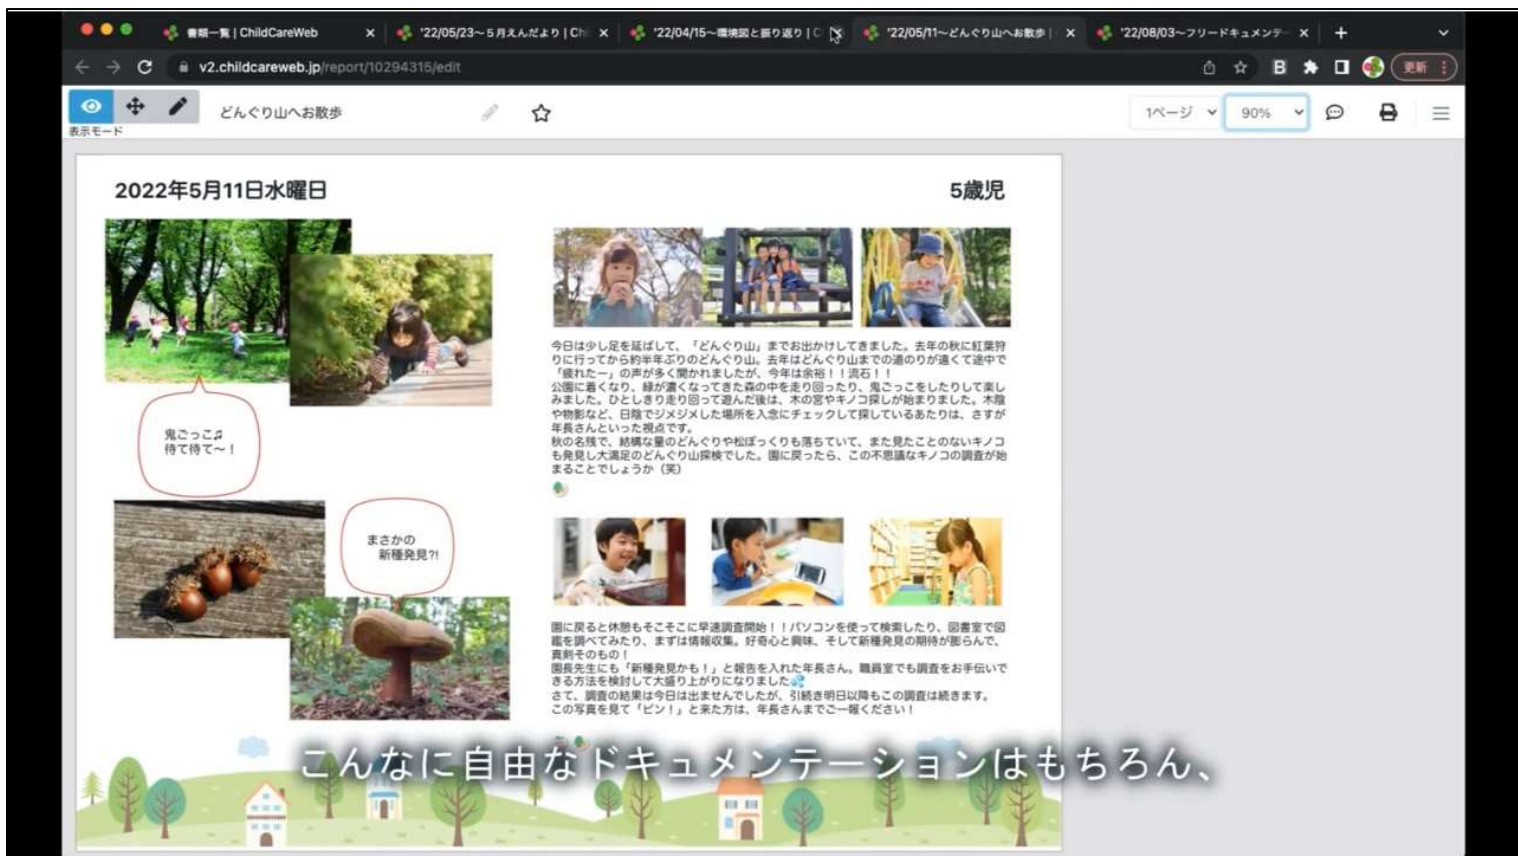 書類一覧 | ChildCareWeb
'22/05/23～５月えんだより | Ch
'22/04/15～環境図と振り返り | C
'22/05/11～どんぐり山へお散歩 |
'22/08/03～フリードキュメンテー
v2.childcareweb.jp/report/10294315/edit
更新
表示モード
どんぐり山へお散歩
1ページ
90%
2022年5月11日水曜日
5歳児
鬼ごっこ♫
待て待て～！
まさかの
新種発見?!
今日は少し足を延ばして、「どんぐり山」までお出かけしてきました。去年の秋に紅葉狩
りに行ってから約半年ぶりのどんぐり山。去年はどんぐり山までの道のりが遠くて途中で
「疲れたー」の声が多く聞かれましたが、今年は余裕！！流石！！
公園に着くなり、緑が濃くなってきた森の中を走り回ったり、鬼ごっこをしたりして楽し
みました。ひとしきり走り回って遊んだ後は、木の宮やキノコ探しが始まりました。木陰
や物影など、日陰でジメジメした場所を入念にチェックして探しているあたりは、さすが
年長さんといった視点です。
秋の名残で、結構な量のどんぐりや松ぼっくりも落ちていて、また見たことのないキノコ
も発見し大満足のどんぐり山探検でした。園に戻ったら、この不思議なキノコの調査が始
まることでしょうか（笑）
園に戻ると休憩もそこそこに早速調査開始！！パソコンを使って検索したり、図書室で図
鑑を調べてみたり、まずは情報収集。好奇心と興味、そして新種発見の期待が膨らんで、
真剣そのもの！
園長先生にも「新種発見かも！」と報告を入れた年長さん。職員室でも調査をお手伝いで
きる方法を検討して大盛り上がりになりました💦
さて、調査の結果は今日は出ませんでしたが、引続き明日以降もこの調査は続きます。
この写真を見て「ピン！」と来た方は、年長さんまでご一報ください！
こんなに自由なドキュメンテーションはもちろん、